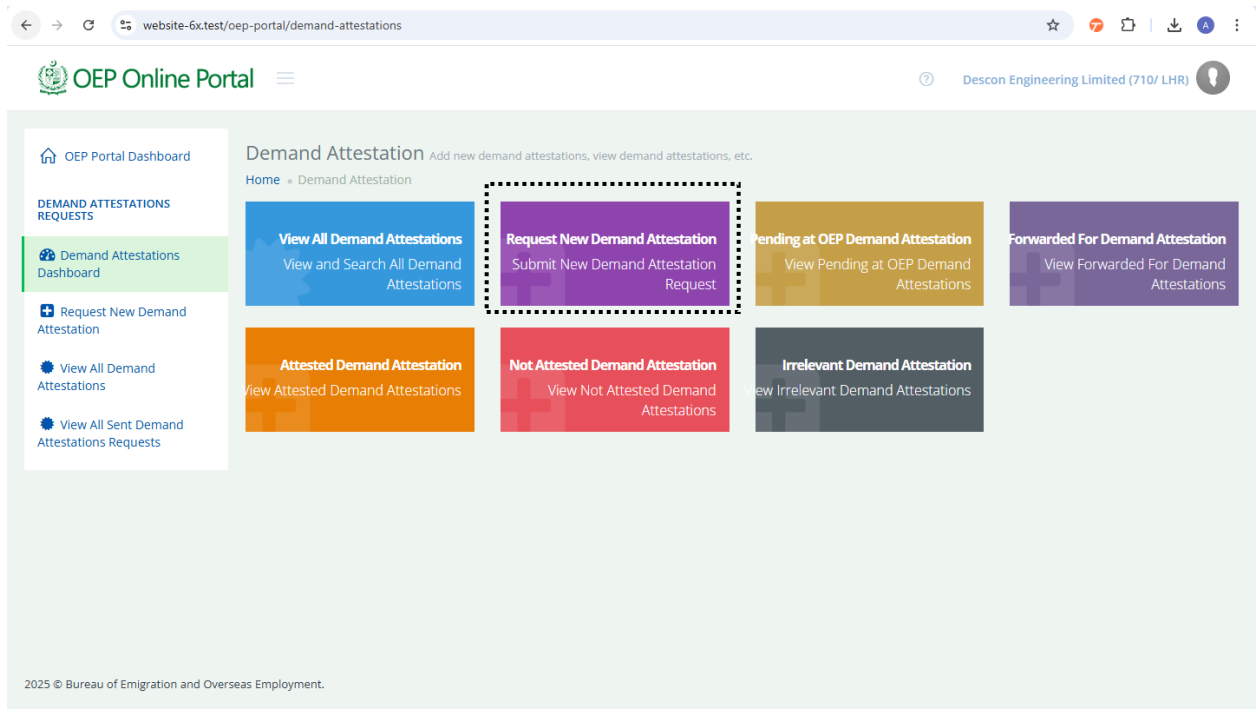 website-6x.test/oep-portal/demand-attestations
A
OEP Online Portal
Descon Engineering Limited (710/ LHR)
OEP Portal Dashboard
DEMAND ATTESTATIONS
REQUESTS
Demand Attestations
Dashboard
Request New Demand
Attestation
View All Demand
Attestations
View All Sent Demand
Attestations Requests
Demand Attestation Add new demand attestations, view demand attestations, etc.
Home Demand Attestation
View All Demand Attestations
View and Search All Demand
Attestations
Request New Demand Attestation
Submit New Demand Attestation
Request
Pending at OEP Demand Attestation
View Pending at OEP Demand
Attestations
Forwarded For Demand Attestation
View Forwarded For Demand
Attestations
Attested Demand Attestation
View Attested Demand Attestations
Not Attested Demand Attestation
View Not Attested Demand
Attestations
Irrelevant Demand Attestation
View Irrelevant Demand Attestations
2025 © Bureau of Emigration and Overseas Employment.